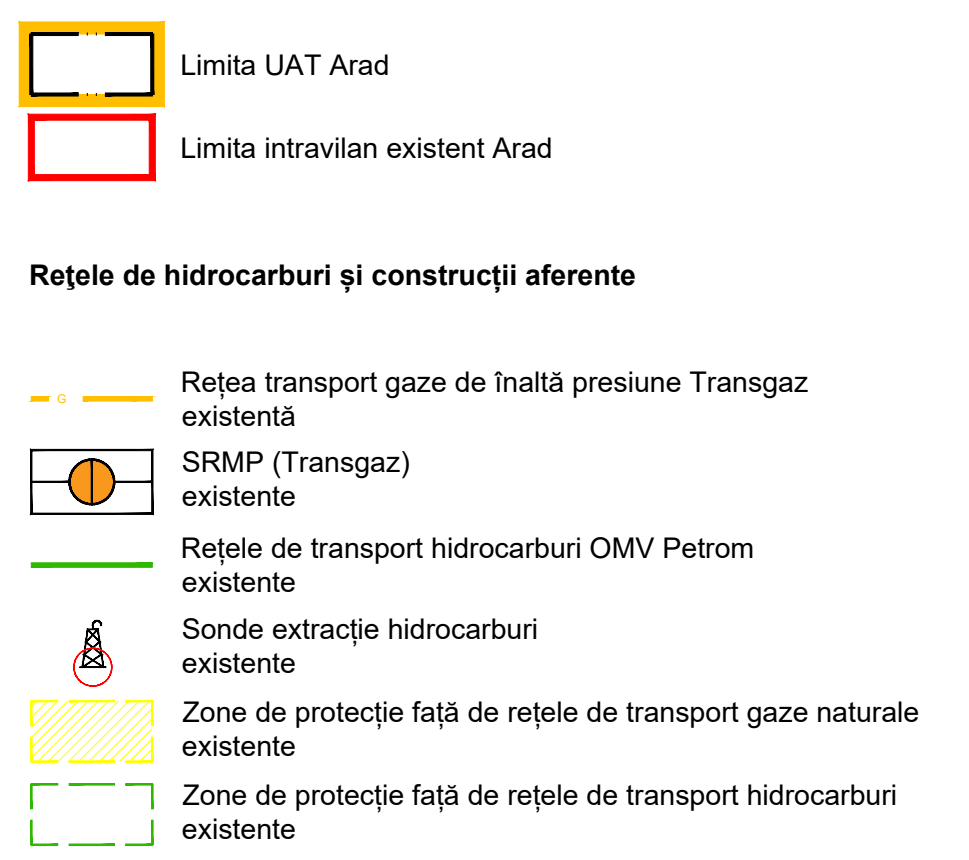 Limita UAT Arad
Limita intravilan existent Arad
Reţele de hidrocarburi și construcții aferente
Rețea transport gaze de înaltă presiune Transgaz
existentă
G
SRMP (Transgaz)
existente
Rețele de transport hidrocarburi OMV Petrom
existente
Sonde extracție hidrocarburi
existente
Zone de protecție față de rețele de transport gaze naturale
existente
Zone de protecție față de rețele de transport hidrocarburi
existente